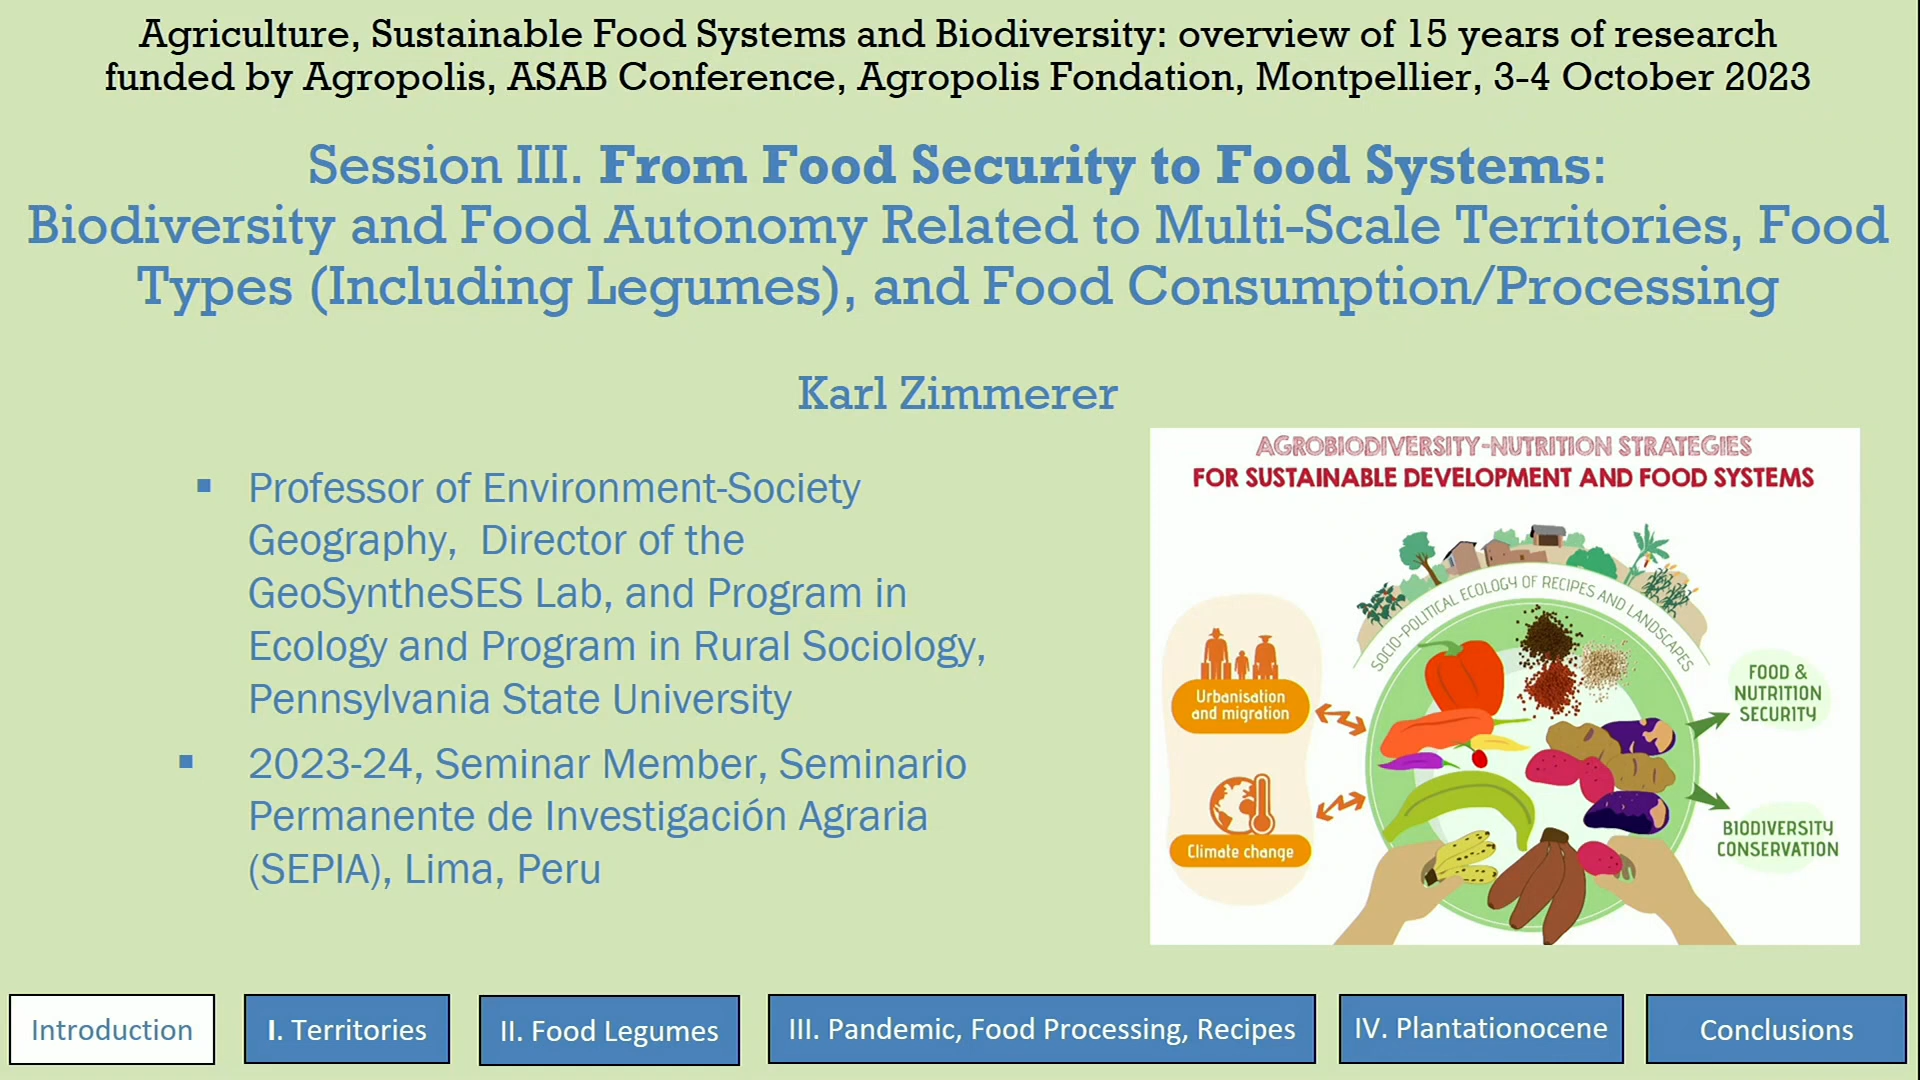 Agriculture, Sustainable Food Systems and Biodiversity: overview of 15 years of research
funded by Agropolis, ASAB Conference, Agropolis Fondation, Montpellier, 3-4 October 2023
Session III. From Food Security to Food Systems:
Biodiversity and Food Autonomy Related to Multi-Scale Territories, Food
Types (Including Legumes), and Food Consumption/Processing
Karl Zimmerer
▪ Professor of Environment-Society
Geography, Director of the
GeoSyntheSES Lab, and Program in
Ecology and Program in Rural Sociology,
Pennsylvania State University
▪ 2023-24, Seminar Member, Seminario
Permanente de Investigación Agraria
(SEPIA), Lima, Peru
AGROBIODIVERSITY-NUTRITION STRATEGIES
FOR SUSTAINABLE DEVELOPMENT AND FOOD SYSTEMS
SOCIO-POLITICAL ECOLOGY OF RECIPES AND LANDSCAPES
Urbanisation
and migration
Climate change
FOOD &
NUTRITION
SECURITY
BIODIVERSITY
CONSERVATION
Introduction
I. Territories
II. Food Legumes
III. Pandemic, Food Processing, Recipes
IV. Plantationocene
Conclusions